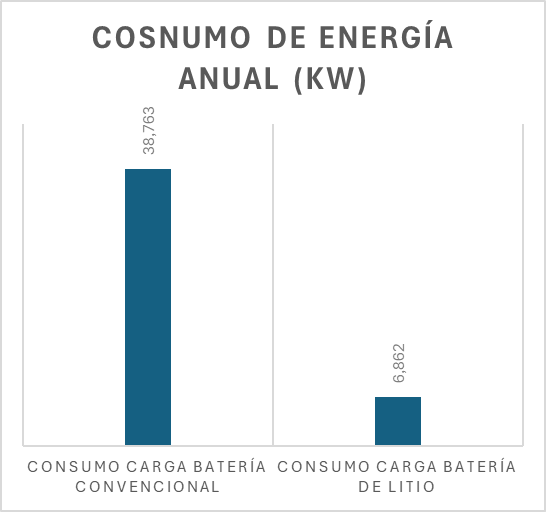 COSNUMO DE ENERGÍA
ANUAL (KW)
38,763
6,862
CONSUMO CARGA BATERÍA
CONVENCIONAL
CONSUMO CARGA BATERÍA
DE LITIO